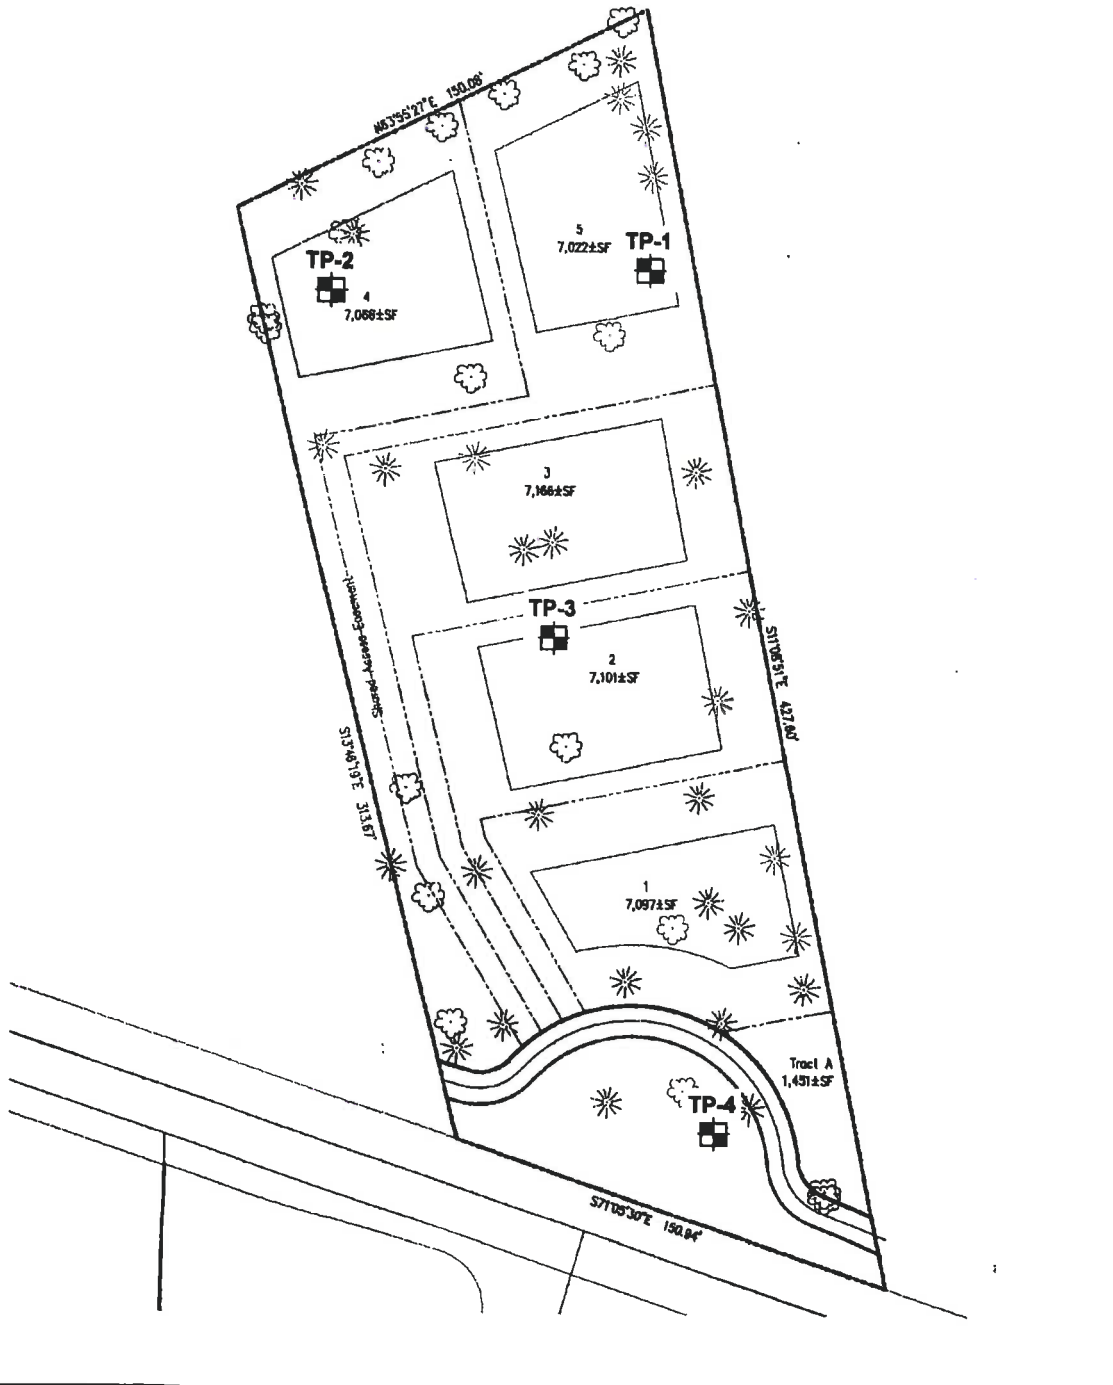 N63°55'27"E 150.08'
5
7,022±SF
TP-1
TP-2
4
7,068±SF
3
7,166±SF
Shared Access Easement
TP-3
2
7,101±SF
S11°08'51"E 427.60'
S13°46'19"E 313.67'
1
7,097±SF
Tract A
1,451±SF
TP-4
S71°05'30"E 150.94'